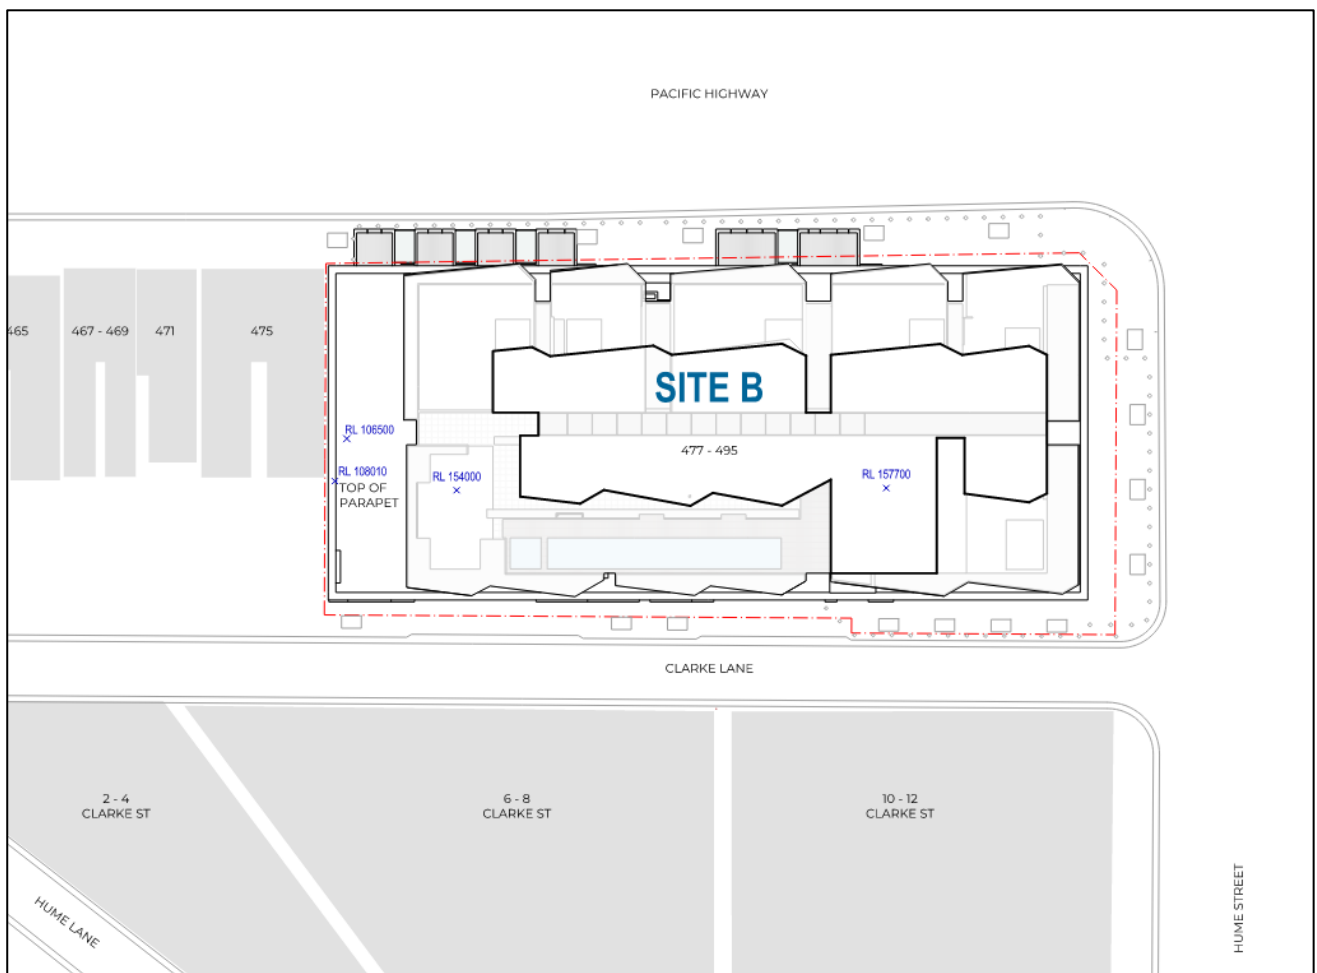 PACIFIC HIGHWAY
465
467 - 469
471
475
SITE B
RL 106500
477 - 495
RL 108010
TOP OF
PARAPET
RL 154000
RL 157700
CLARKE LANE
2 - 4
CLARKE ST
6 - 8
CLARKE ST
10 - 12
CLARKE ST
HUME LANE
HUME STREET